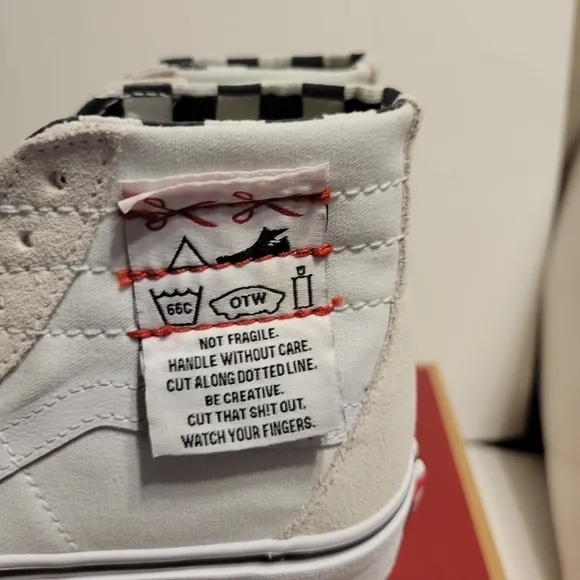 66C OTW
NOT FRAGILE.
HANDLE WITHOUT CARE.
CUT ALONG DOTTED LINE.
BE CREATIVE.
CUT THAT SH!T OUT.
WATCH YOUR FINGERS.